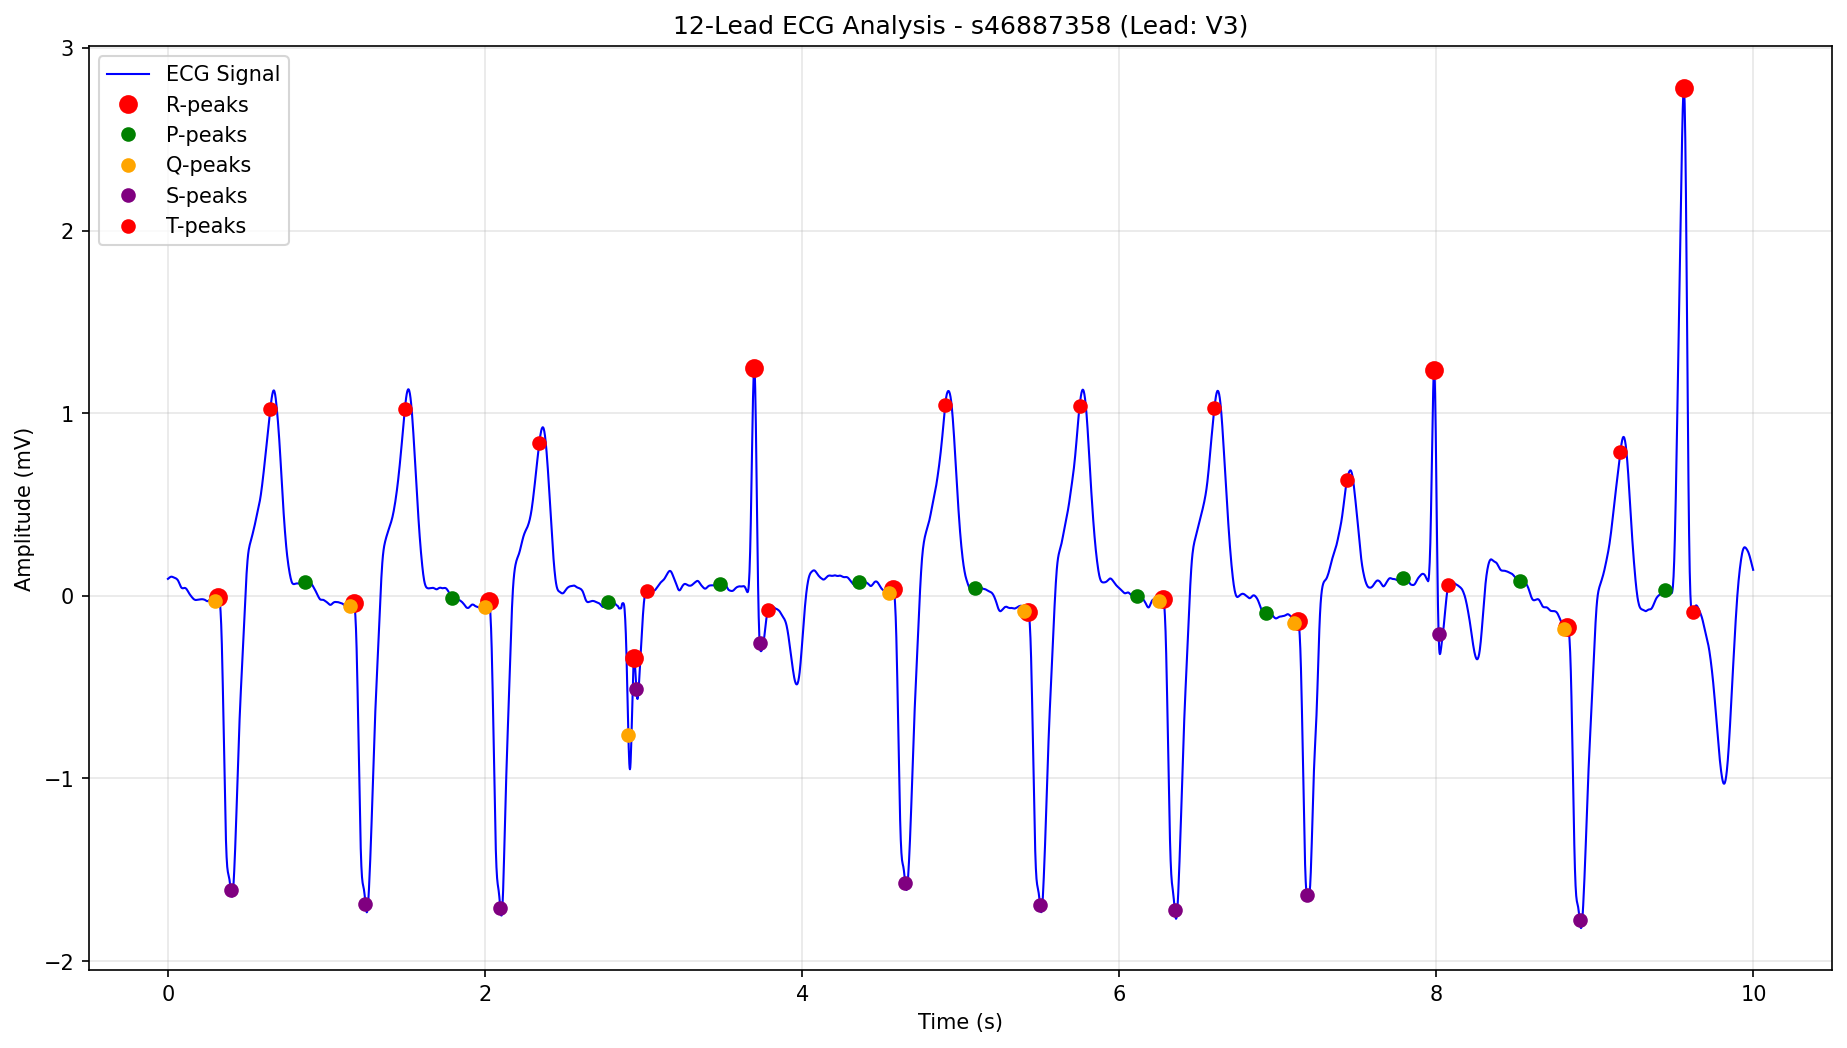 12-Lead ECG Analysis - s46887358 (Lead: V3)
ECG Signal
R-peaks
P-peaks
Q-peaks
S-peaks
T-peaks
3
2
1
0
−1
−2
Amplitude (mV)
0 2 4 6 8 10
Time (s)